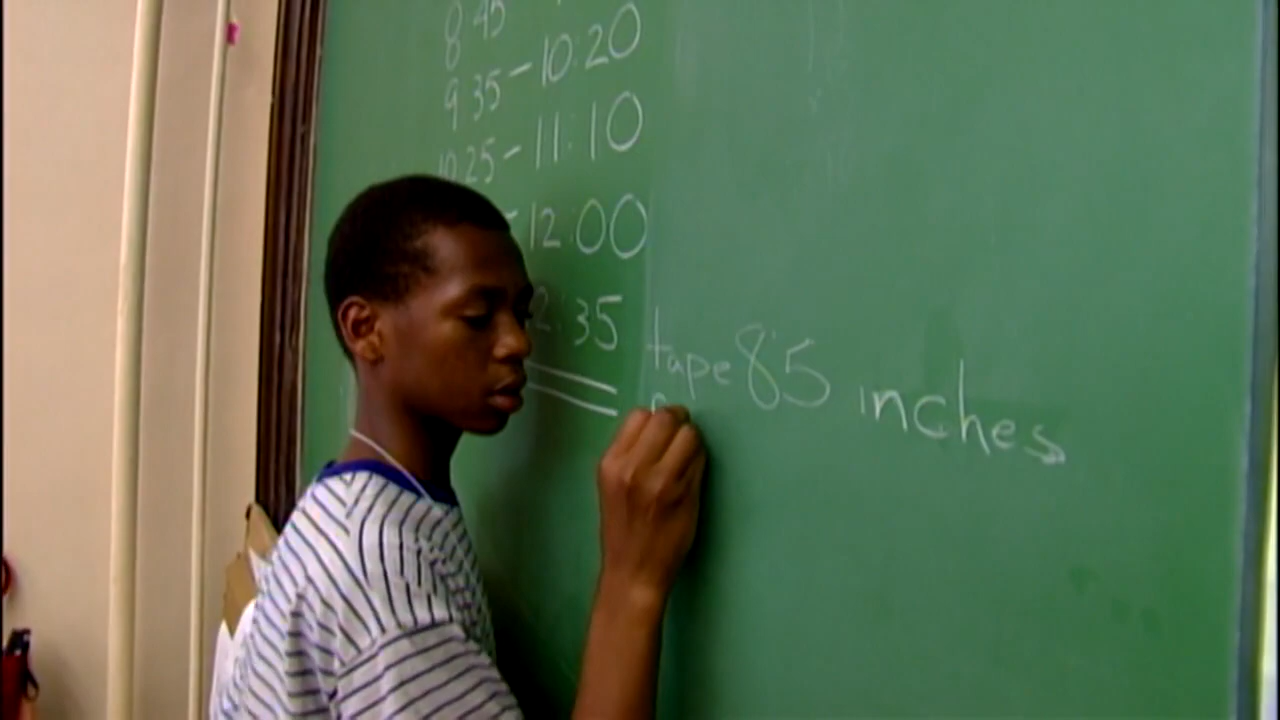 8:45
9:35 - 10:20
10:25 - 11:10
- 12:00
2:35
tape 85 inches